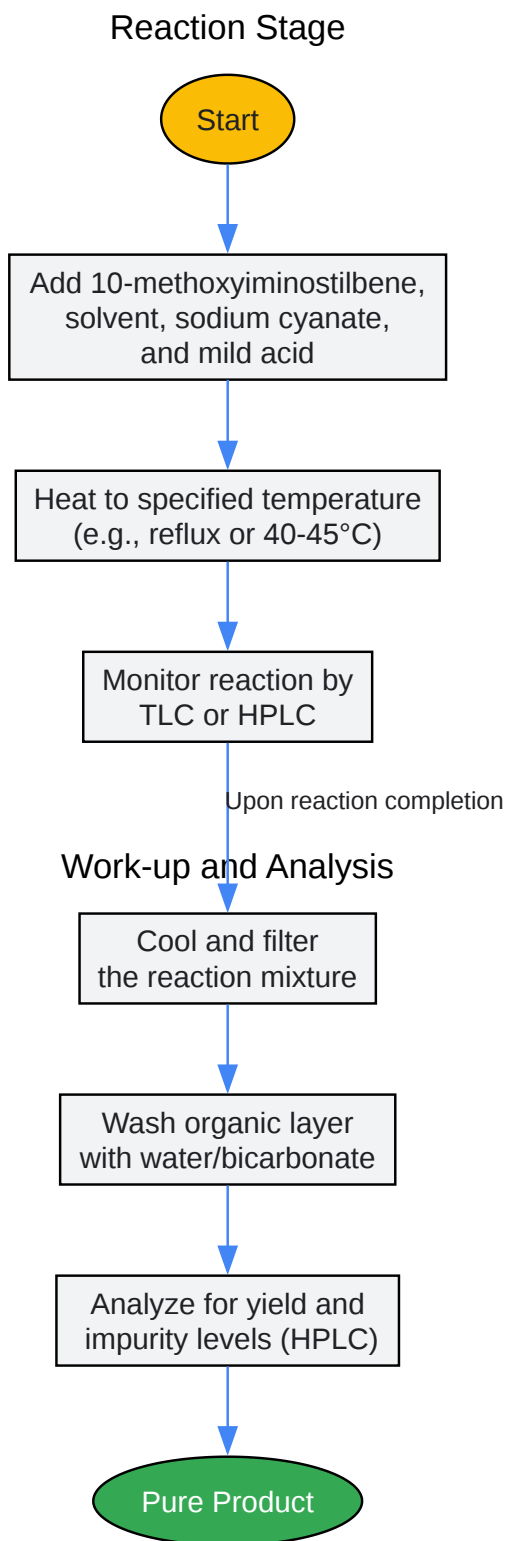 Reaction Stage
Start
Add 10-methoxyiminostilbene,
solvent, sodium cyanate,
and mild acid
Heat to specified temperature
(e.g., reflux or 40-45°C)
Monitor reaction by
TLC or HPLC
Upon reaction completion
Work-up and Analysis
Cool and filter
the reaction mixture
Wash organic layer
with water/bicarbonate
Analyze for yield and
impurity levels (HPLC)
Pure Product